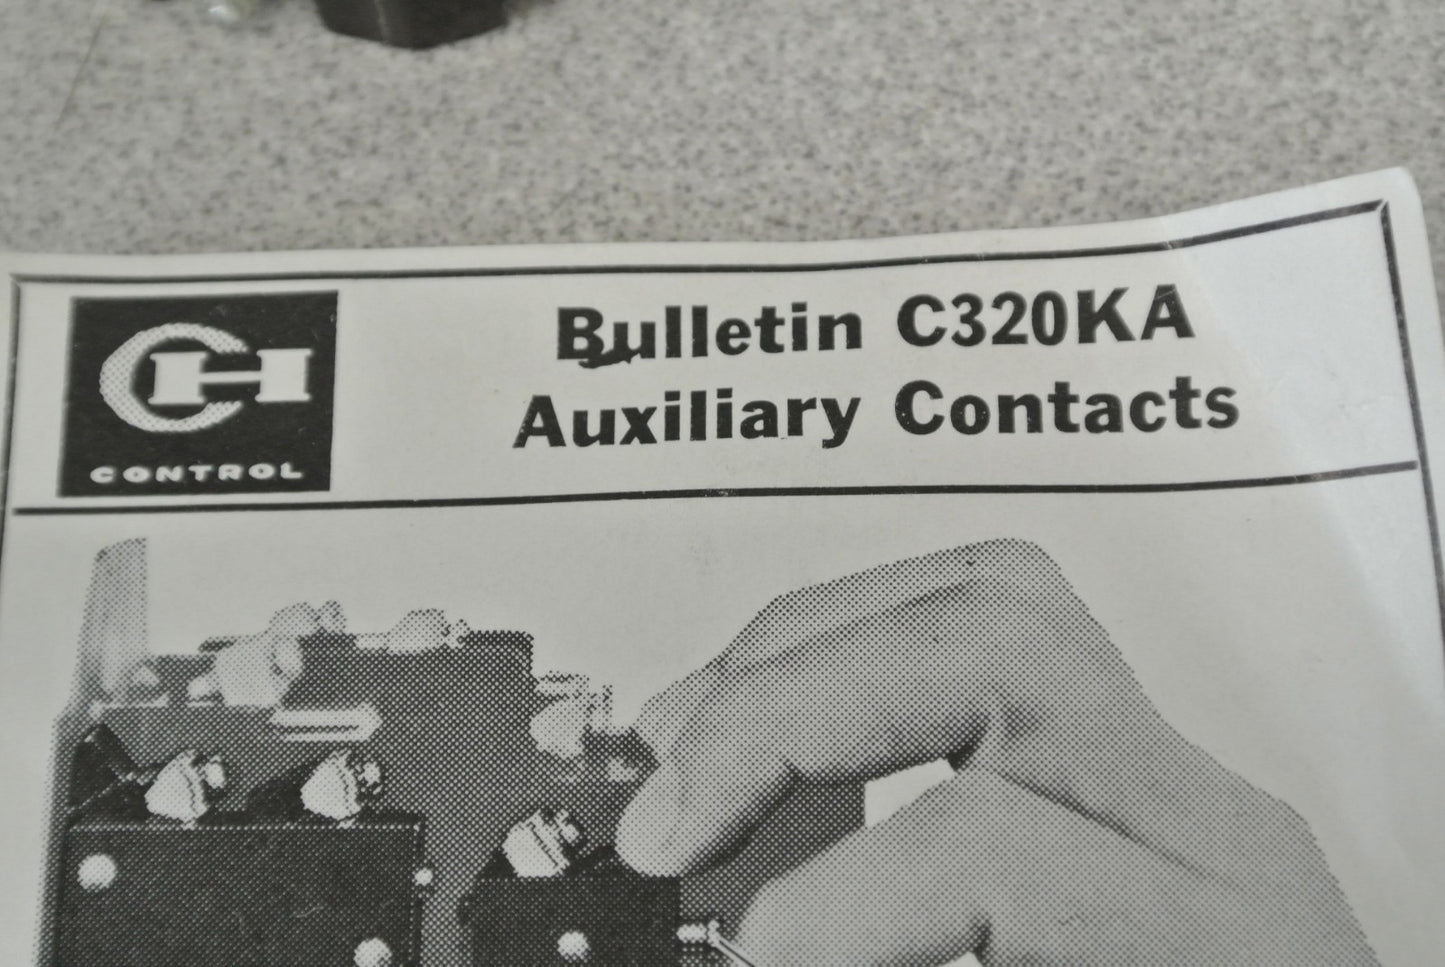 CH
CONTROL
Bulletin C320KA
Auxiliary Contacts